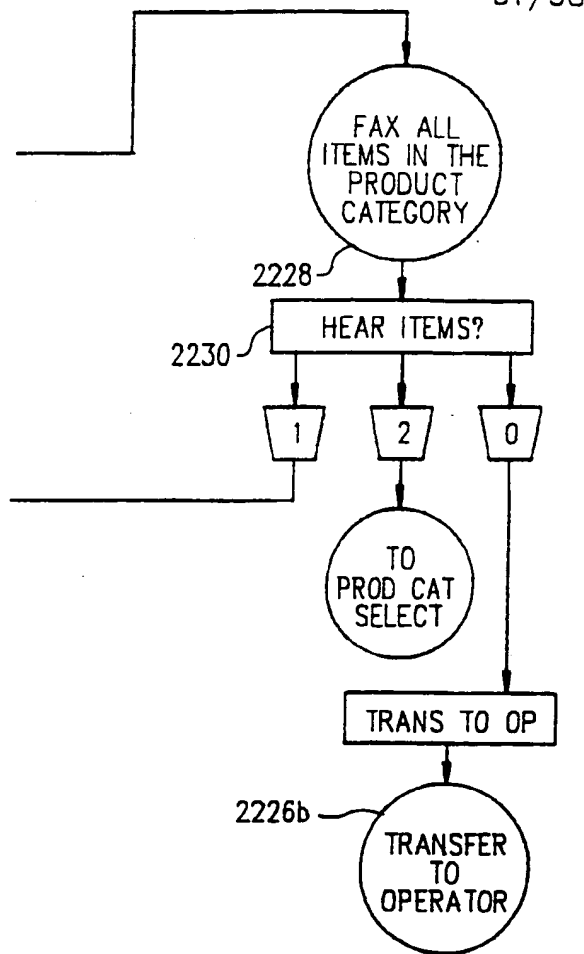 FAX ALL
ITEMS IN THE
PRODUCT
CATEGORY
2228
HEAR ITEMS?
2230
1 2 0
TO
PROD CAT
SELECT
TRANS TO OP
2226b
TRANSFER
TO
OPERATOR